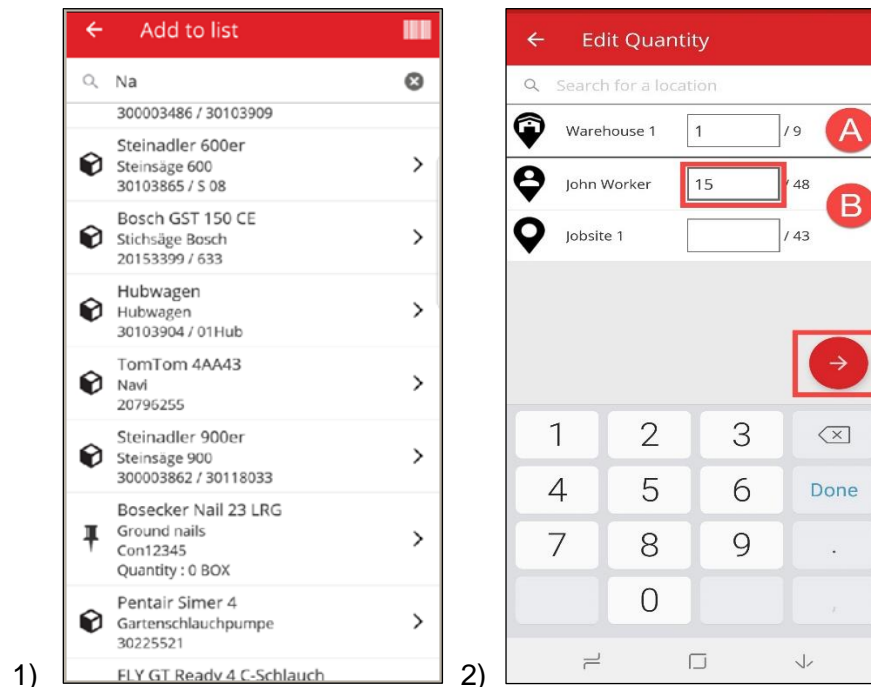 Add to list
Na
300003486 / 30103909
Steinadler 600er
Steinsäge 600
30103865 / S 08
Bosch GST 150 CE
Stichsäge Bosch
20153399 / 633
Hubwagen
Hubwagen
30103904 / 01Hub
TomTom 4AA43
Navi
20796255
Steinadler 900er
Steinsäge 900
300003862 / 30118033
Bosecker Nail 23 LRG
Ground nails
Con12345
Quantity : 0 BOX
Pentair Simer 4
Gartenschlauchpumpe
30225521
FLY GT Ready 4 C-Schlauch
1)
Edit Quantity
Search for a location
Warehouse 1 1 / 9 A
John Worker 15 / 48
B
Jobsite 1 / 43
1 2 3
4 5 6 Done
7 8 9 .
0 ,
2)